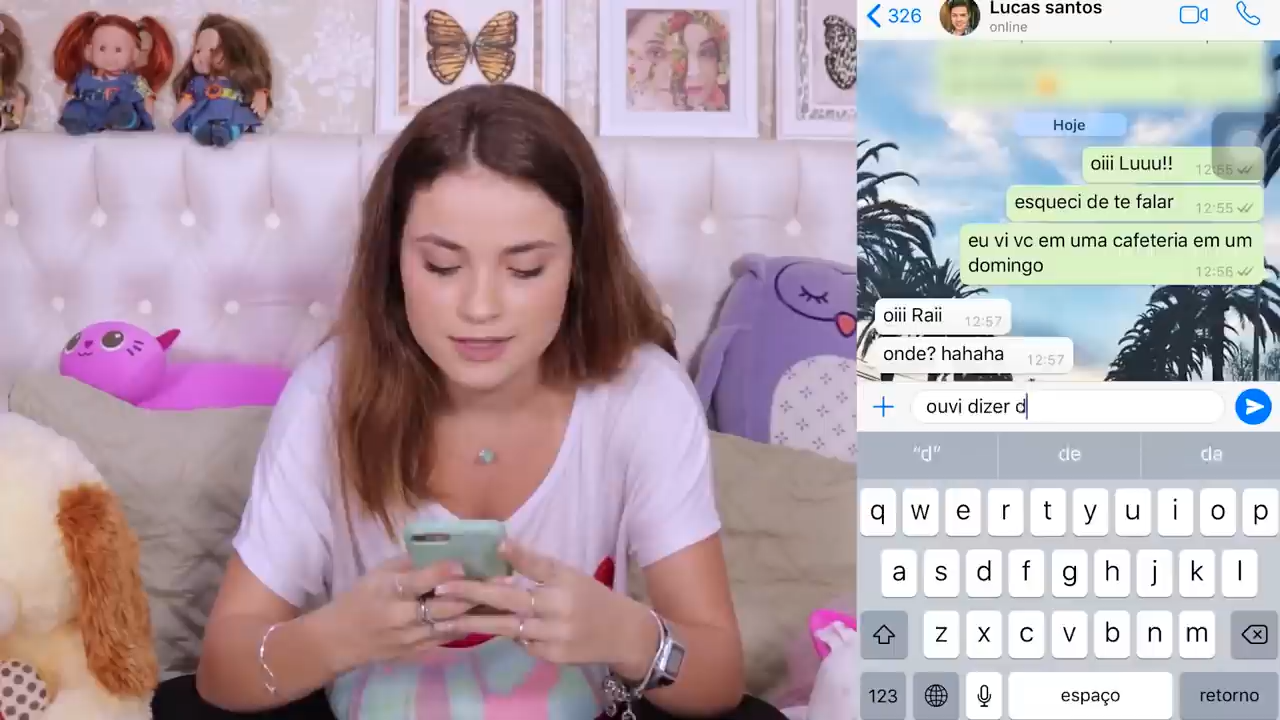 326
Lucas santos
online
Hoje
oiii Luuu!!
12:55
esqueci de te falar
12:55
eu vi vc em uma cafeteria em um
domingo
12:56
oiii Raii
12:57
onde? hahaha
12:57
ouvi dizer d
“d” de da
q w e r t y u i o p
a s d f g h j k l
z x c v b n m
123 espaço retorno